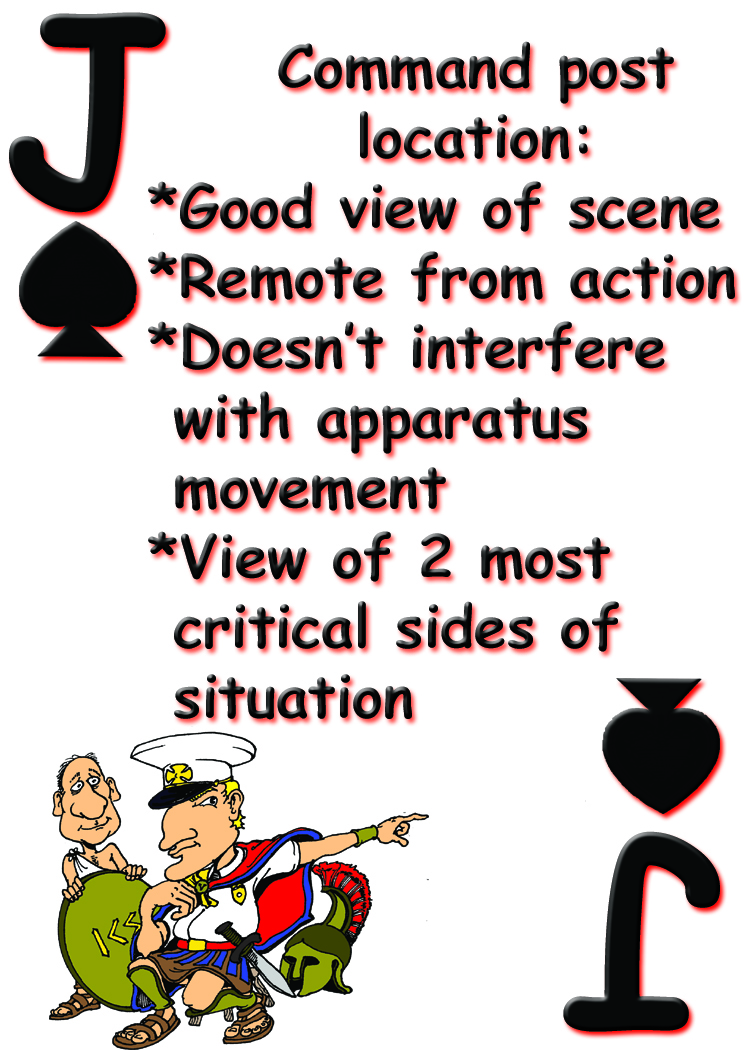 J
Command post
location:
*Good view of scene
*Remote from action
*Doesn't interfere
with apparatus
movement
*View of 2 most
critical sides of
situation
ICS
J